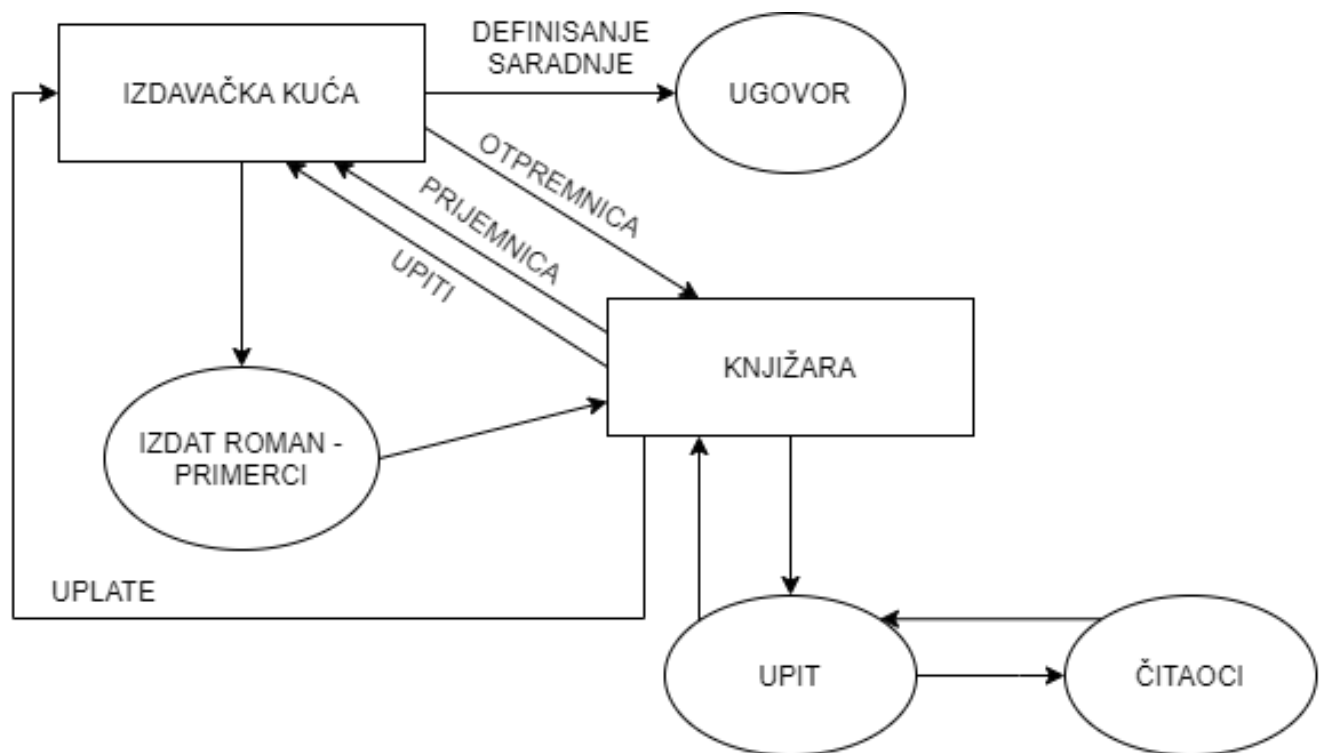 DEFINISANJE
SARADNJE
IZDAVAČKA KUĆA
UGOVOR
OTPREMNICA
PRIJEMNICA
UPITI
KNJIŽARA
IZDAT ROMAN -
PRIMERCI
UPLATE
UPIT
ČITAOCI